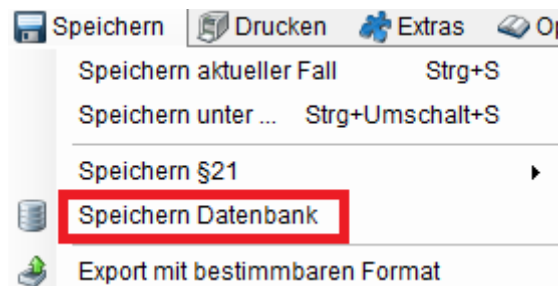 Speichern Drucken Extras Op
Speichern aktueller Fall Strg+S
Speichern unter ... Strg+Umschalt+S
Speichern §21
Speichern Datenbank
Export mit bestimmbaren Format